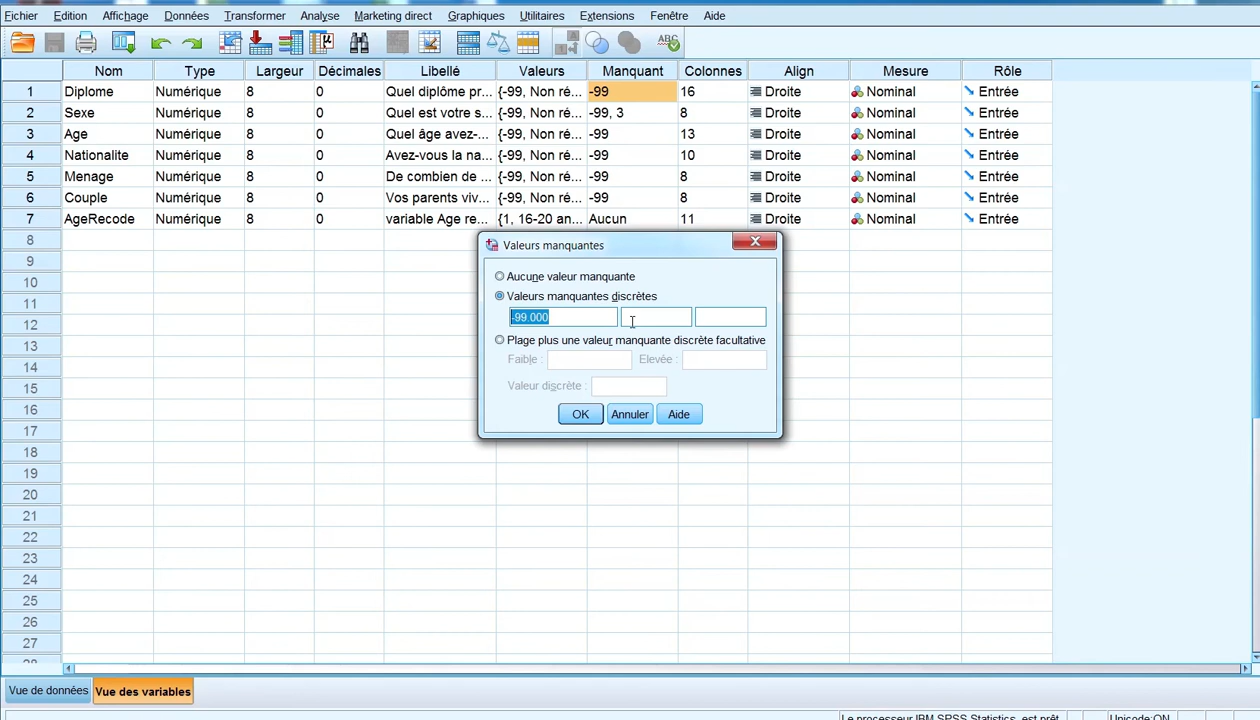 Fichier Edition Affichage Données Transformer Analyse Marketing direct Graphiques Utilitaires Extensions Fenêtre Aide
ABC
Nom Type Largeur Décimales Libellé Valeurs Manquant Colonnes Align Mesure Rôle
1 Diplome Numérique 8 0 Quel diplôme pr... {-99, Non ré... -99 16 Droite Nominal Entrée
2 Sexe Numérique 8 0 Quel est votre s... {-99, Non ré... -99, 3 8 Droite Nominal Entrée
3 Age Numérique 8 0 Quel âge avez-... {-99, Non ré... -99 13 Droite Nominal Entrée
4 Nationalite Numérique 8 0 Avez-vous la na... {-99, Non ré... -99 10 Droite Nominal Entrée
5 Menage Numérique 8 0 De combien de ... {-99, Non ré... -99 8 Droite Nominal Entrée
6 Couple Numérique 8 0 Vos parents viv... {-99, Non ré... -99 8 Droite Nominal Entrée
7 AgeRecode Numérique 8 0 variable Age re... {1, 16-20 an... Aucun 11 Droite Nominal Entrée
8
9
10
11
12
13
14
15
16
17
18
19
20
21
22
23
24
25
26
27
28
Valeurs manquantes
Aucune valeur manquante
Valeurs manquantes discrètes
-99.000
Plage plus une valeur manquante discrète facultative
Faible : Elevée :
Valeur discrète :
OK Annuler Aide
Vue de données Vue des variables
Le processeur IBM SPSS Statistics. est prêt Unicode:ON